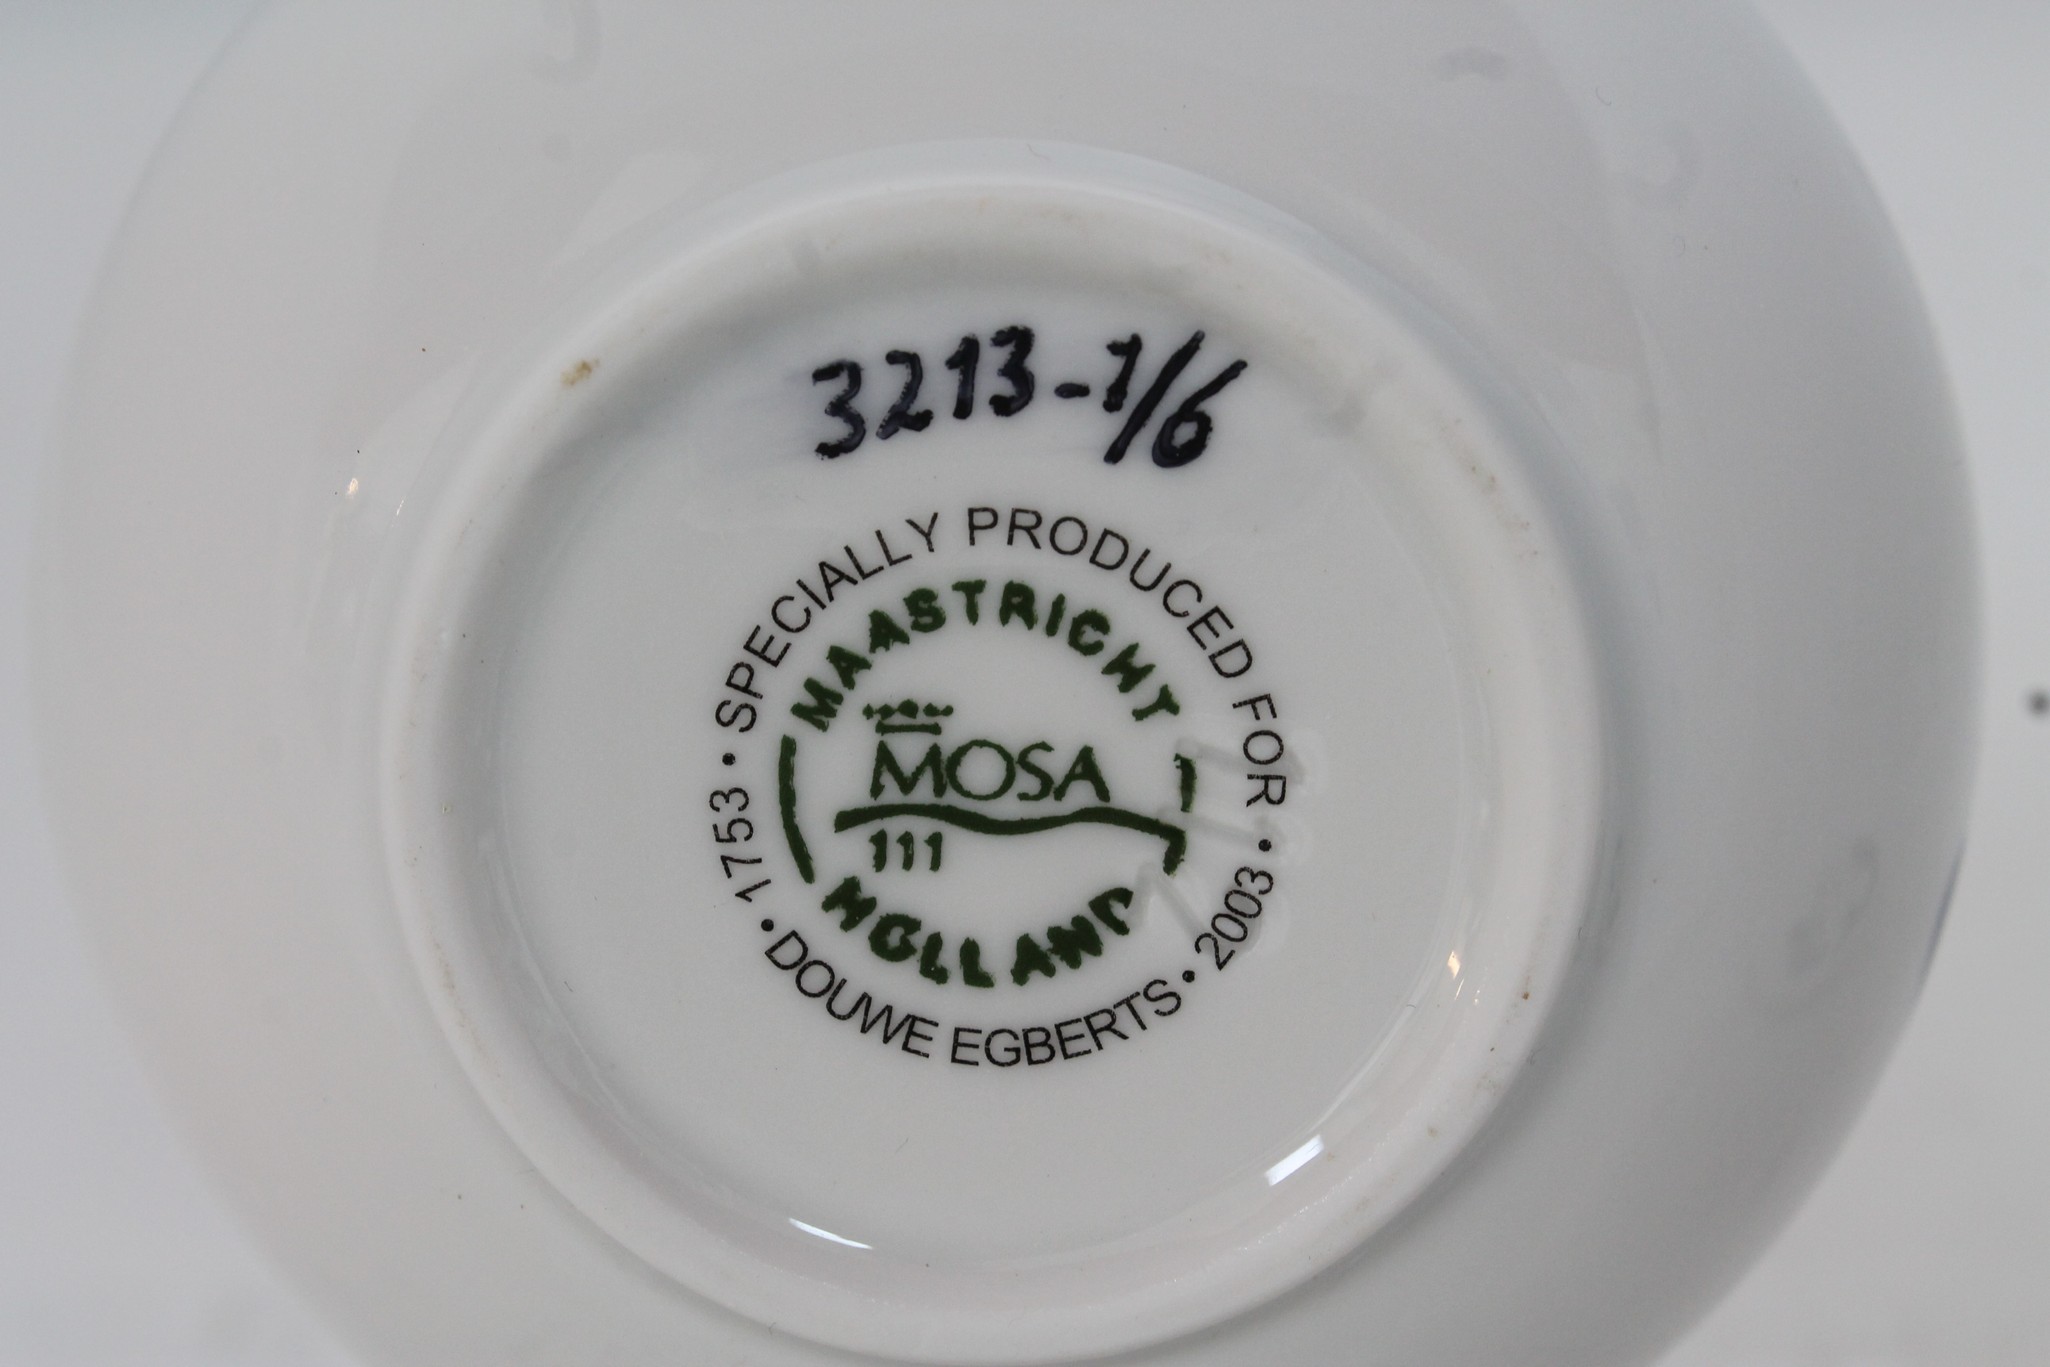 3213-1/6
SPECIALLY PRODUCED FOR • 2003 •
DOUWE EGBERTS • 1753 •
MAASTRICHT
MOSA
111
HOLLAND